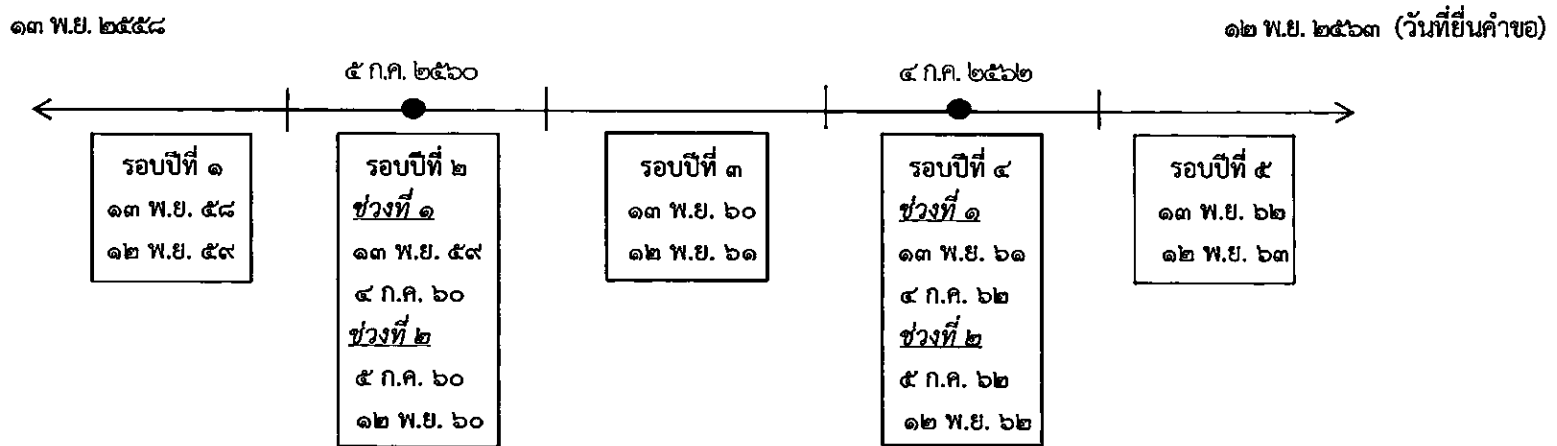 ๑๓ พ.ย. ๒๕๕๘
๑๒ พ.ย. ๒๕๖๓ (วันที่ยื่นคำขอ)
๕ ก.ค. ๒๕๖๐
๔ ก.ค. ๒๕๖๒
รอบปีที่ ๑
๑๓ พ.ย. ๕๘
๑๒ พ.ย. ๕๙
รอบปีที่ ๒
ช่วงที่ ๑
๑๓ พ.ย. ๕๙
๔ ก.ค. ๖๐
ช่วงที่ ๒
๕ ก.ค. ๖๐
๑๒ พ.ย. ๖๐
รอบปีที่ ๓
๑๓ พ.ย. ๖๐
๑๒ พ.ย. ๖๑
รอบปีที่ ๔
ช่วงที่ ๑
๑๓ พ.ย. ๖๑
๔ ก.ค. ๖๒
ช่วงที่ ๒
๕ ก.ค. ๖๒
๑๒ พ.ย. ๖๒
รอบปีที่ ๕
๑๓ พ.ย. ๖๒
๑๒ พ.ย. ๖๓